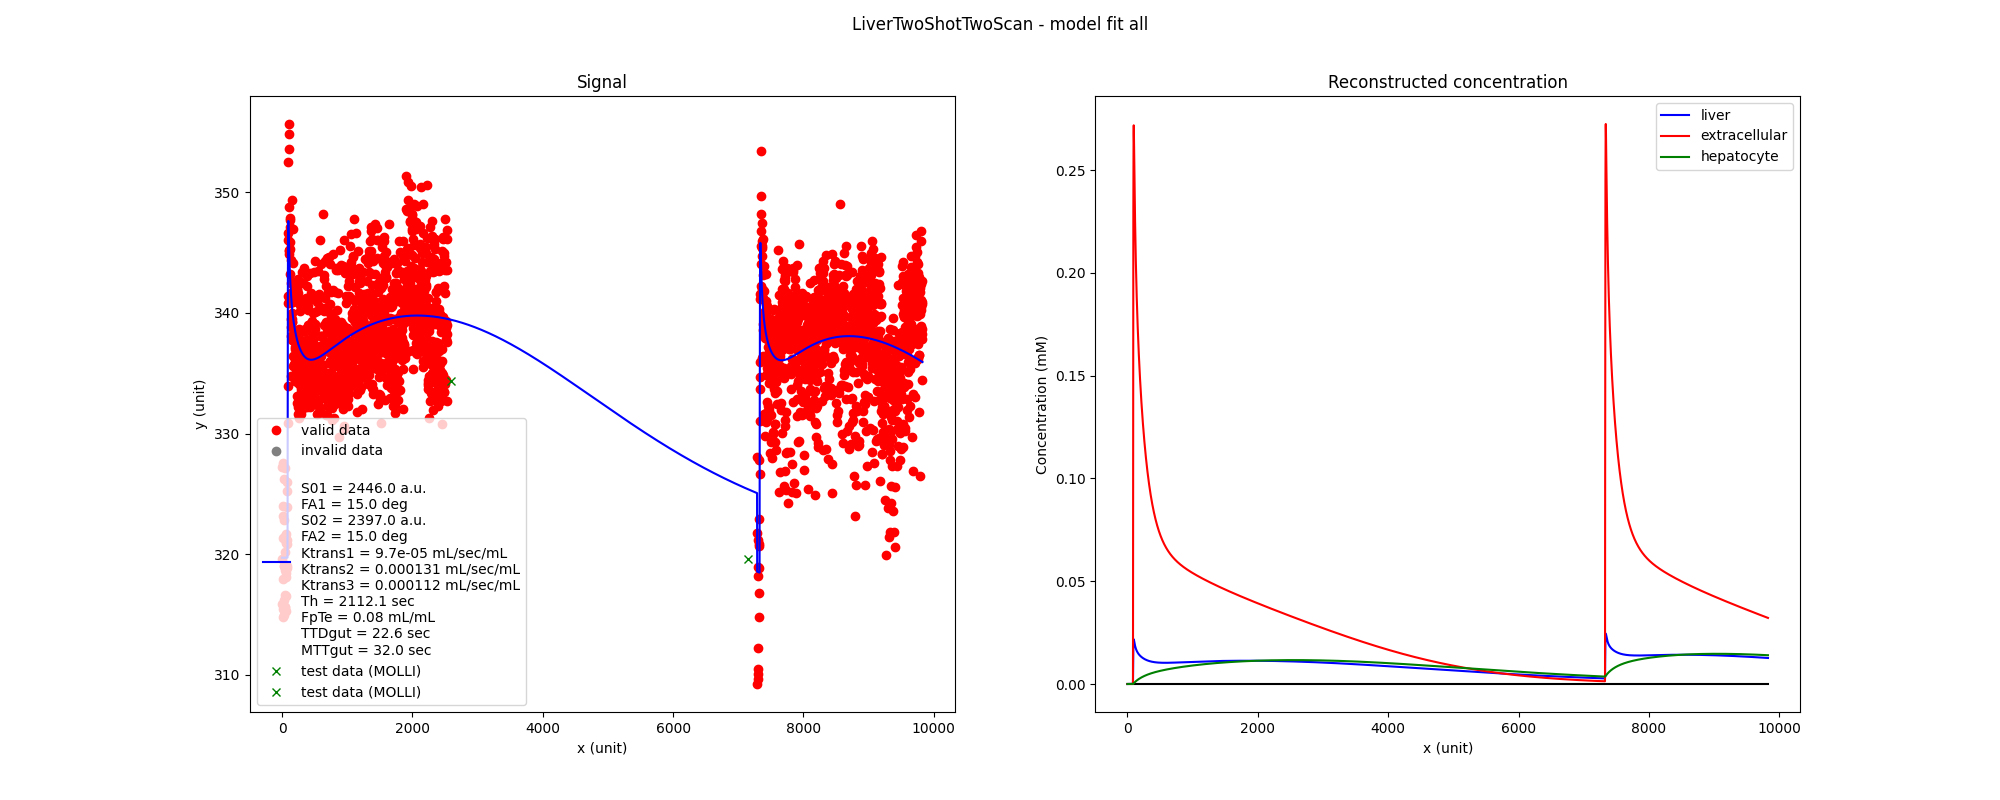 LiverTwoShotTwoScan - model fit all
Signal
y (unit)
350
340
330
320
310
valid data
invalid data
S01 = 2446.0 a.u.
FA1 = 15.0 deg
S02 = 2397.0 a.u.
FA2 = 15.0 deg
Ktrans1 = 9.7e-05 mL/sec/mL
Ktrans2 = 0.000131 mL/sec/mL
Ktrans3 = 0.000112 mL/sec/mL
Th = 2112.1 sec
FpTe = 0.08 mL/mL
TTDgut = 22.6 sec
MTTgut = 32.0 sec
test data (MOLLI)
test data (MOLLI)
0 2000 4000 6000 8000 10000
x (unit)
Reconstructed concentration
Concentration (mM)
0.25
0.20
0.15
0.10
0.05
0.00
liver
extracellular
hepatocyte
0 2000 4000 6000 8000 10000
x (unit)